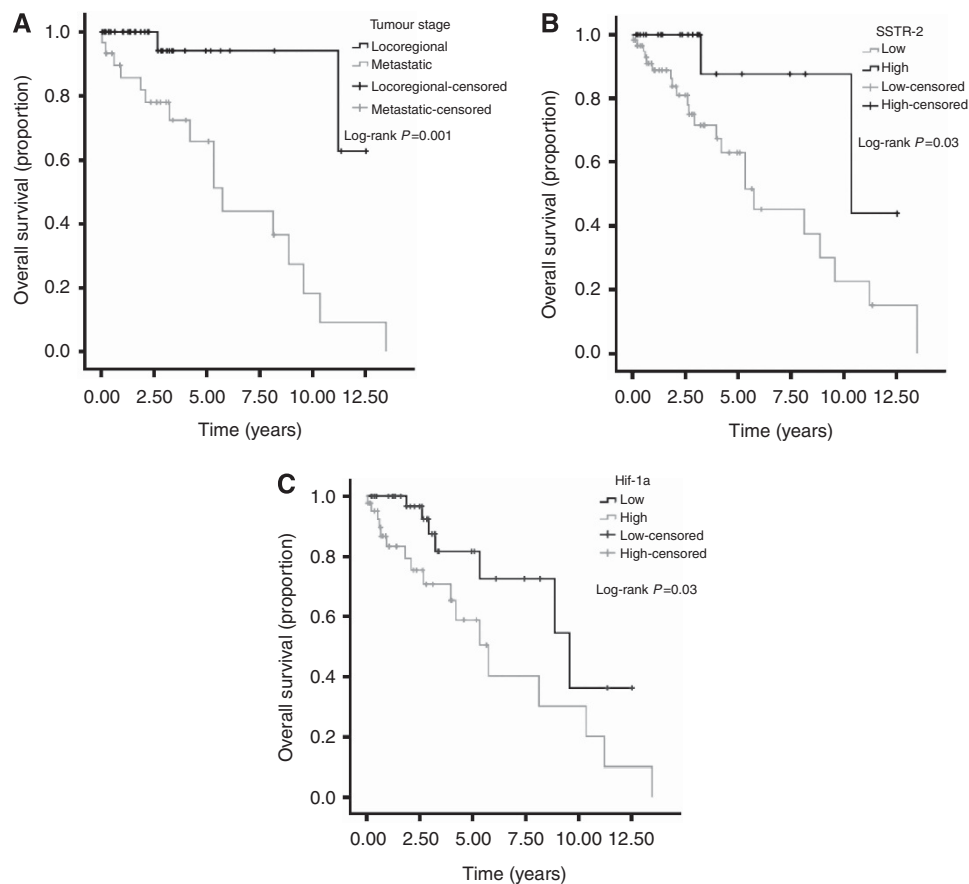 A
Overall survival (proportion)
1.0
0.8
0.6
0.4
0.2
0.0
0.00 2.50 5.00 7.50 10.00 12.50
Time (years)
Tumour stage
Locoregional
Metastatic
Locoregional-censored
Metastatic-censored
Log-rank P=0.001
B
Overall survival (proportion)
1.0
0.8
0.6
0.4
0.2
0.0
0.00 2.50 5.00 7.50 10.00 12.50
Time (years)
SSTR-2
Low
High
Low-censored
High-censored
Log-rank P=0.03
C
Overall survival (proportion)
1.0
0.8
0.6
0.4
0.2
0.0
0.00 2.50 5.00 7.50 10.00 12.50
Time (years)
Hif-1a
Low
High
Low-censored
High-censored
Log-rank P=0.03